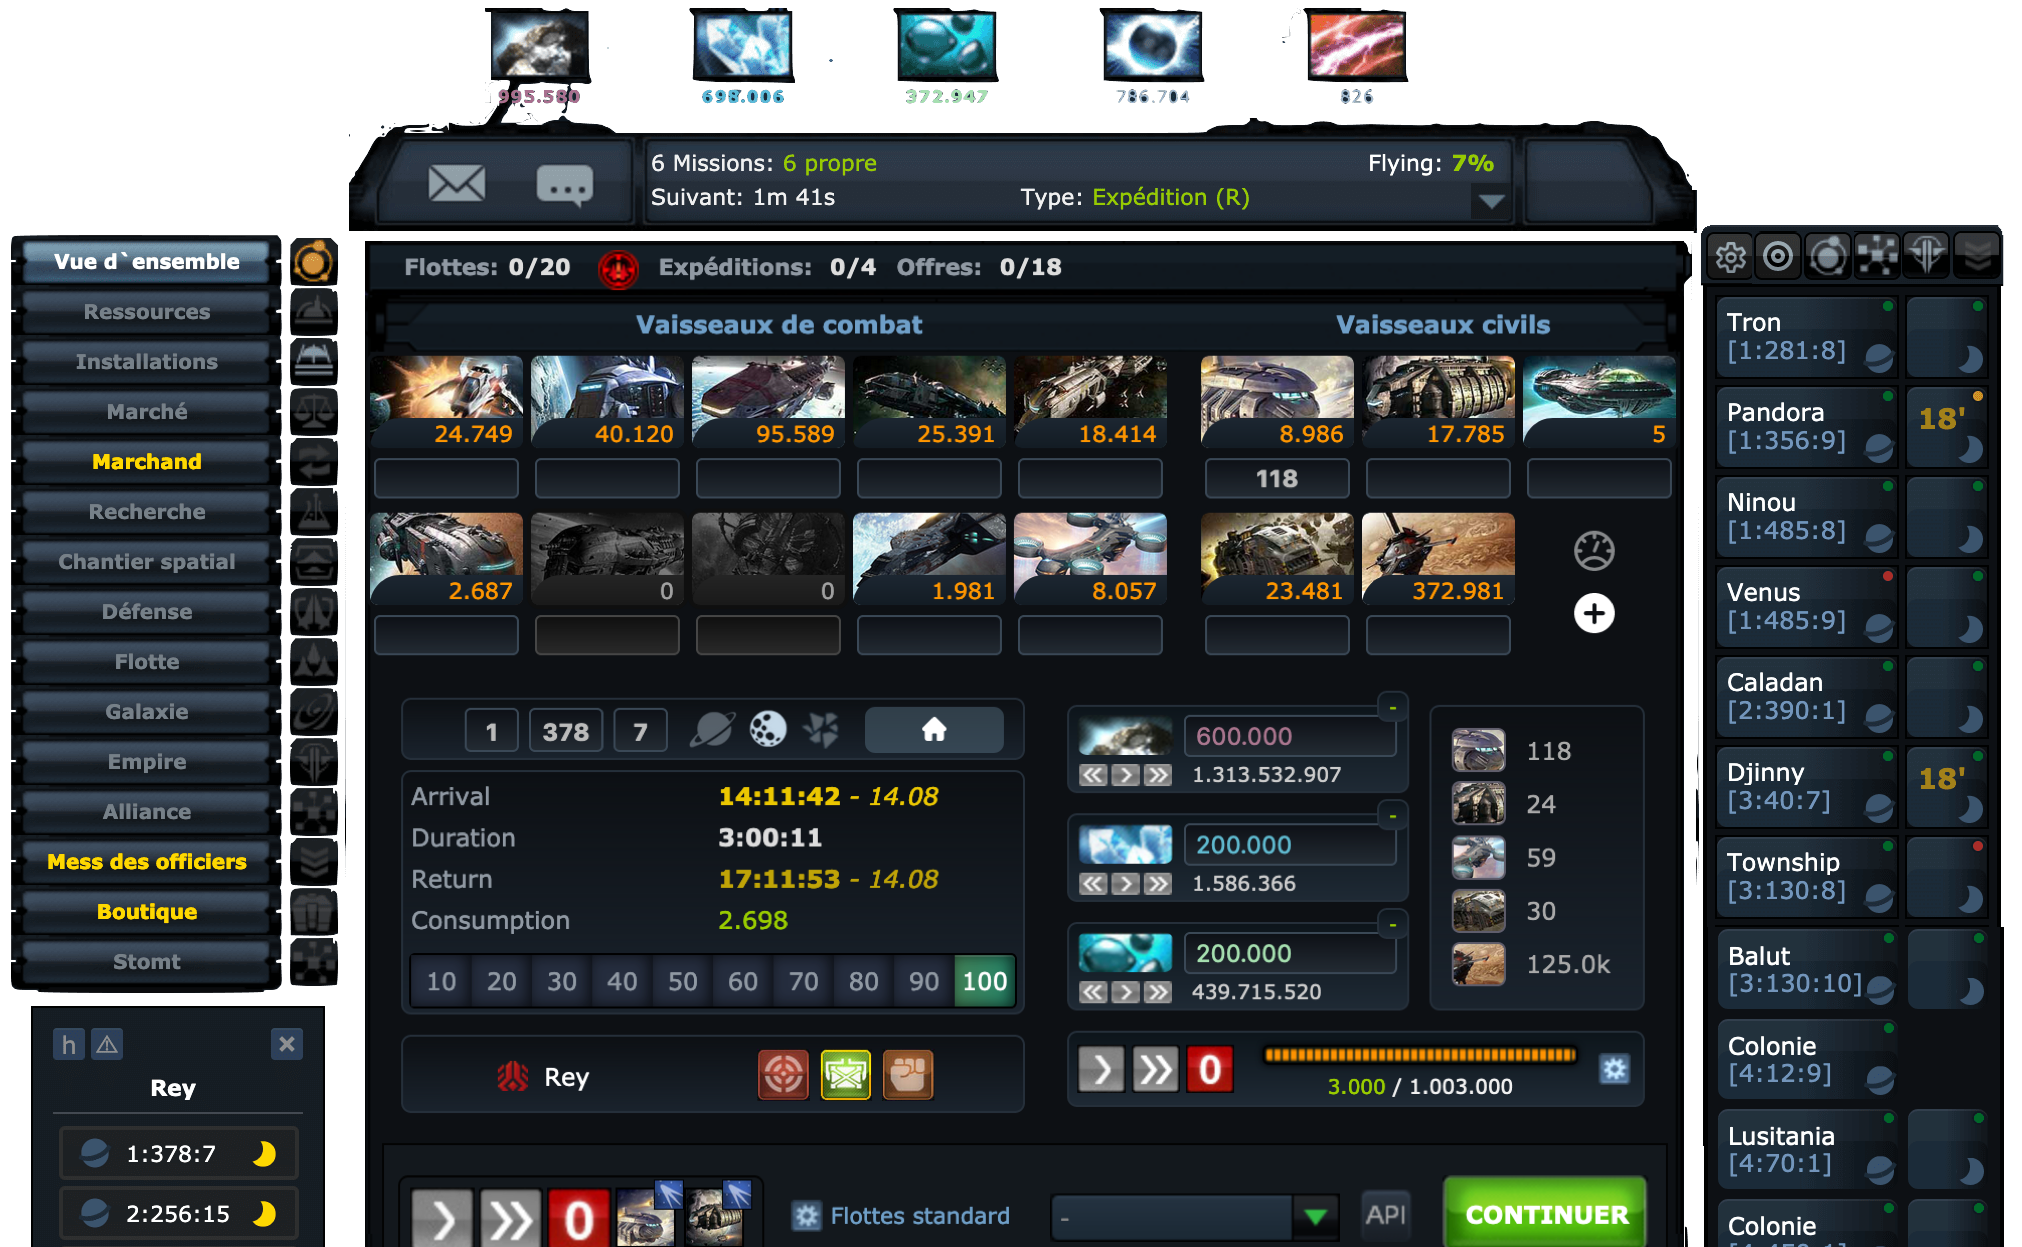 995.580
698.006
372.947
786.704
826
6 Missions: 6 propre
Flying: 7%
Suivant: 1m 41s
Type: Expédition (R)
Vue d`ensemble
Ressources
Installations
Marché
Marchand
Recherche
Chantier spatial
Défense
Flotte
Galaxie
Empire
Alliance
Mess des officiers
Boutique
Stomt
h
Rey
1:378:7
2:256:15
Flottes: 0/20
Expéditions: 0/4
Offres: 0/18
Vaisseaux de combat
Vaisseaux civils
24.749
40.120
95.589
25.391
18.414
8.986
17.785
5
118
2.687
0
0
1.981
8.057
23.481
372.981
1
378
7
Arrival 14:11:42 - 14.08
Duration 3:00:11
Return 17:11:53 - 14.08
Consumption 2.698
10 20 30 40 50 60 70 80 90 100
Rey
-
600.000
1.313.532.907
-
200.000
1.586.366
-
200.000
439.715.520
118
24
59
30
125.0k
0
3.000 / 1.003.000
0
Flottes standard
-
API
CONTINUER
Tron
[1:281:8]
Pandora
[1:356:9]
18'
Ninou
[1:485:8]
Venus
[1:485:9]
Caladan
[2:390:1]
Djinny
[3:40:7]
18'
Township
[3:130:8]
Balut
[3:130:10]
Colonie
[4:12:9]
Lusitania
[4:70:1]
Colonie